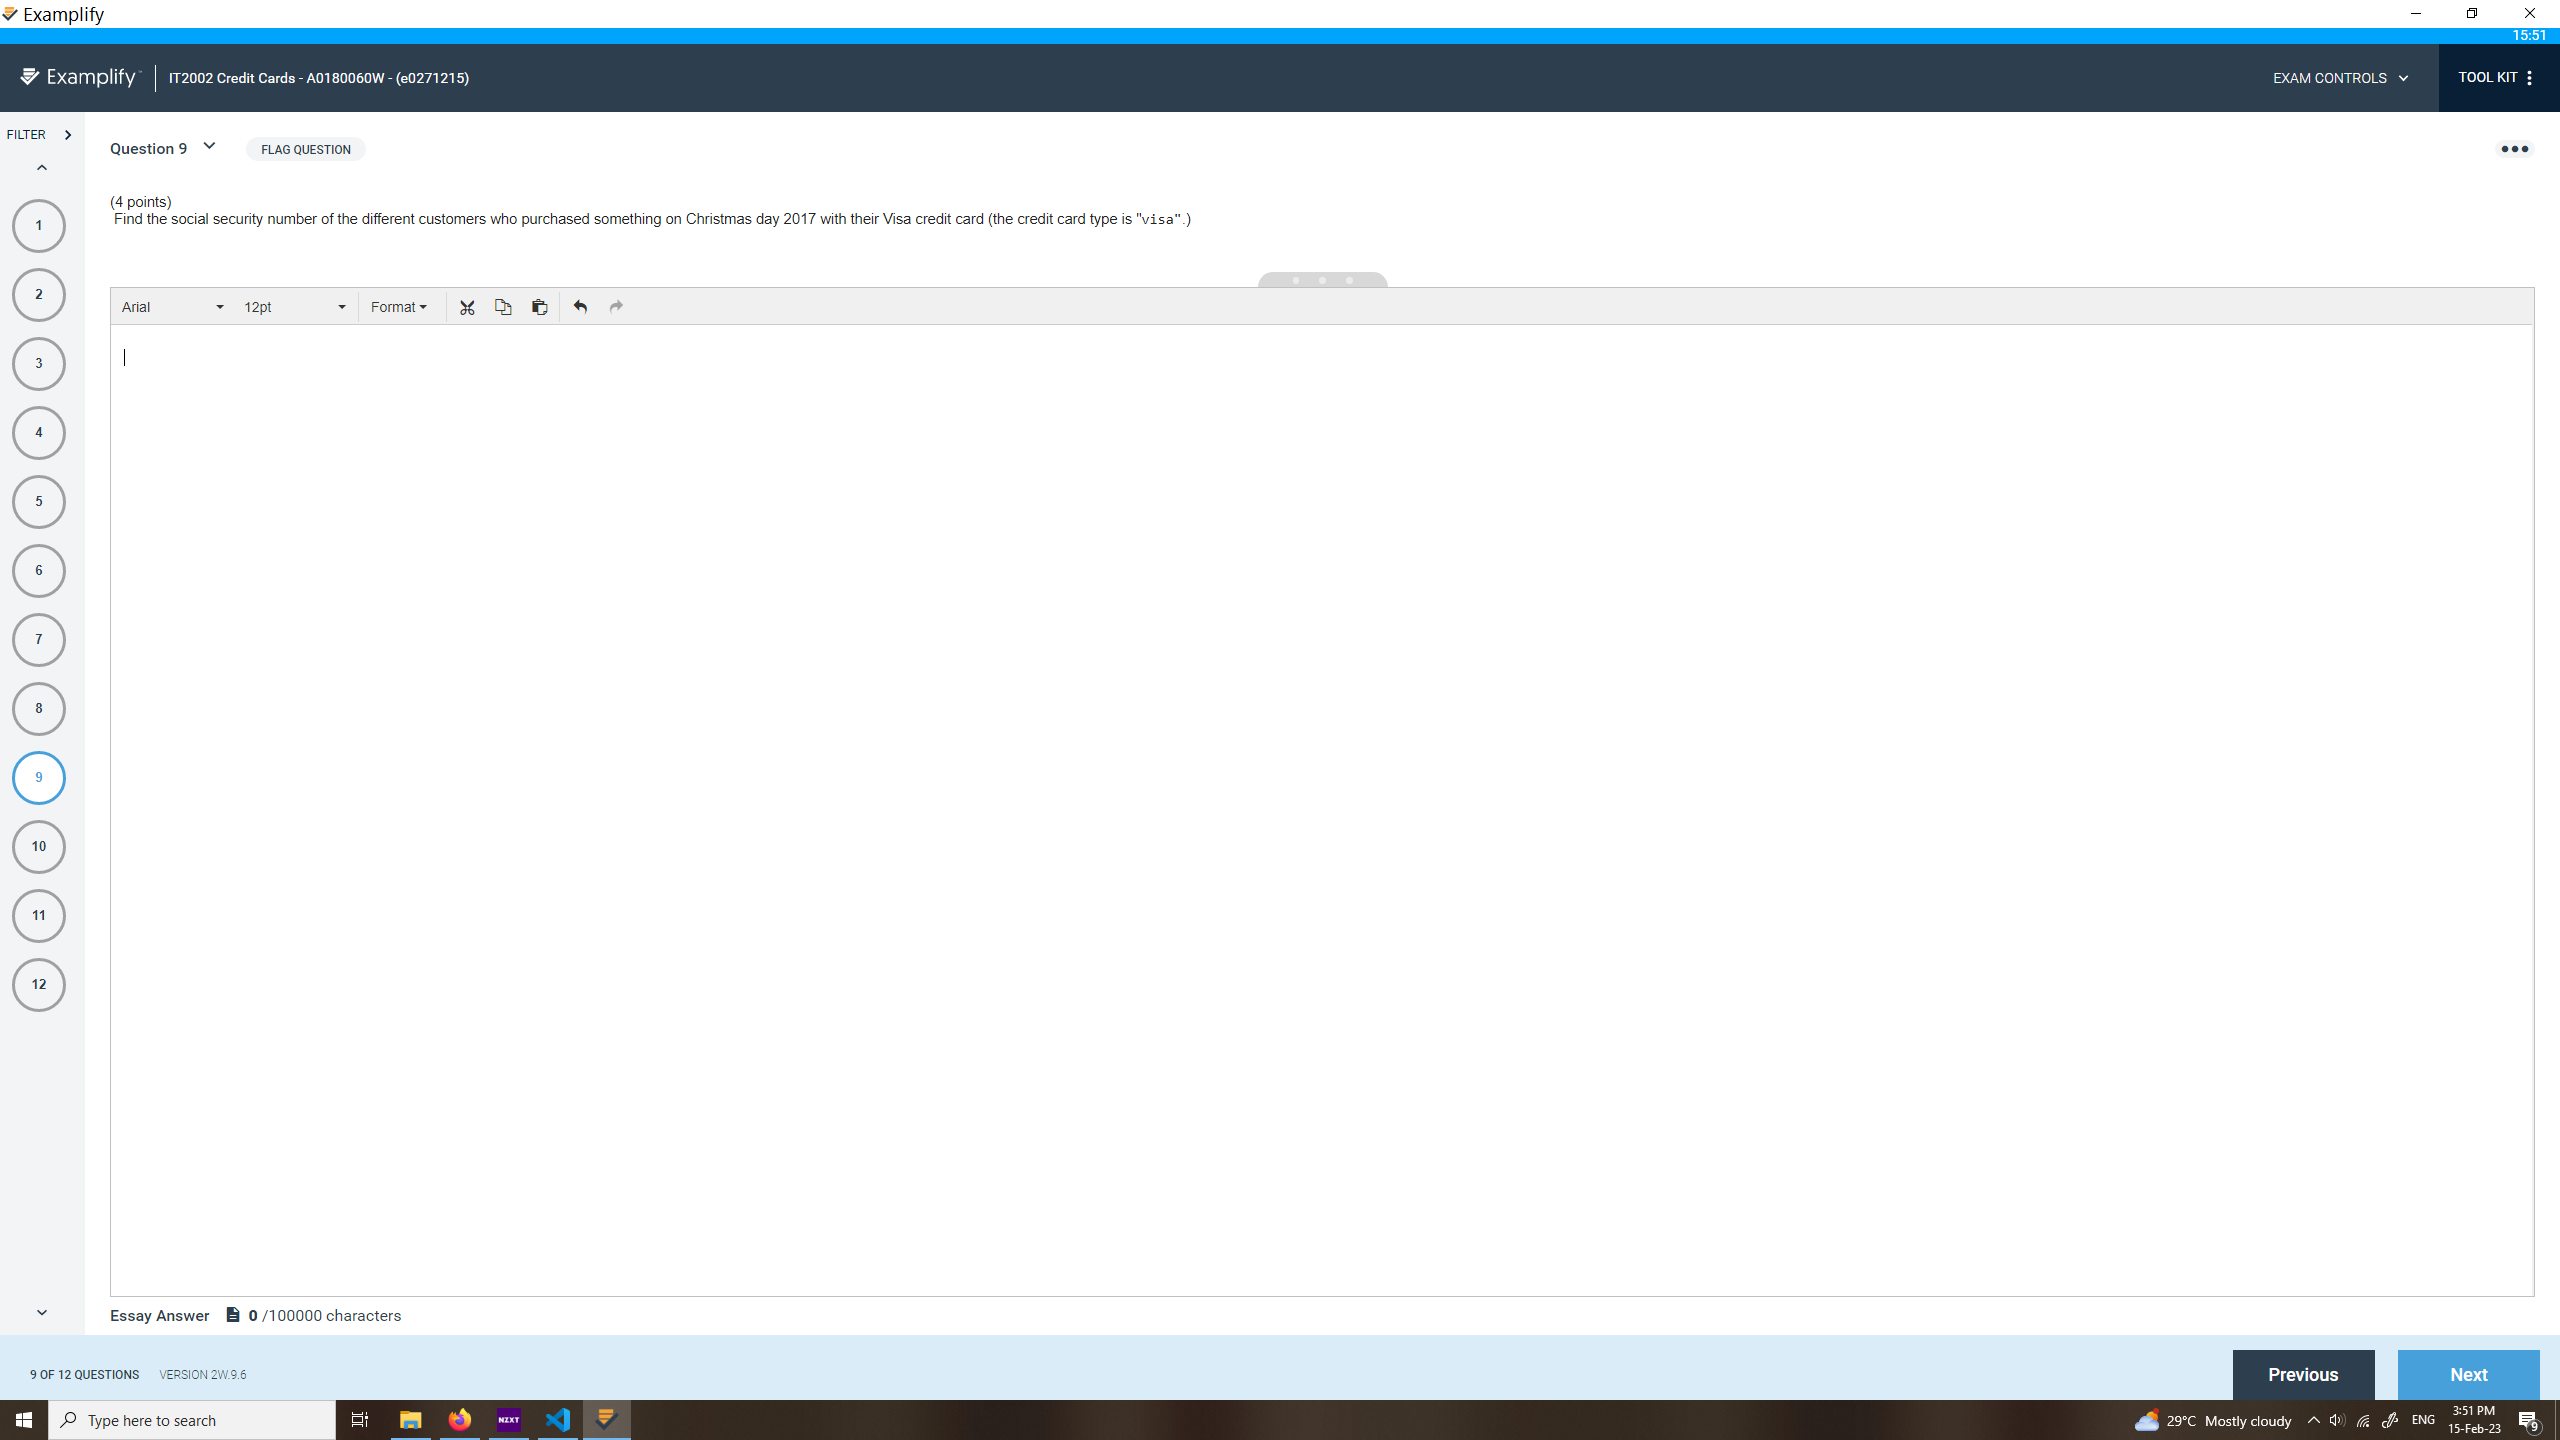 Examplify
15:51
Examplify IT2002 Credit Cards - A0180060W - (e0271215) EXAM CONTROLS TOOL KIT
FILTER
Question 9 FLAG QUESTION
(4 points)
Find the social security number of the different customers who purchased something on Christmas day 2017 with their Visa credit card (the credit card type is "visa".)
Arial 12pt Format
1
2
3
4
5
6
7
8
9
10
11
12
Essay Answer 0 /100000 characters
9 OF 12 QUESTIONS VERSION 2W.9.6 Previous Next
Type here to search NZXT 29°C Mostly cloudy ENG 3:51 PM
15-Feb-23 9